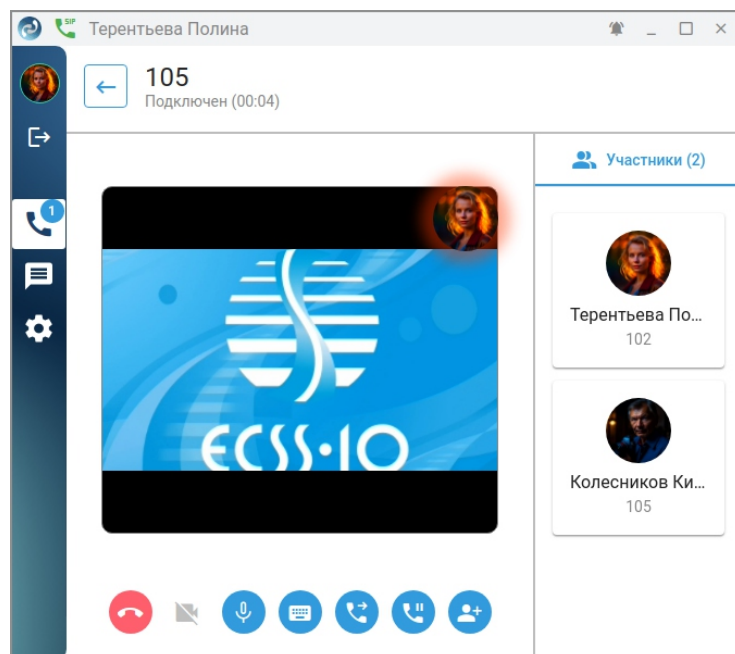 SIP
Терентьева Полина
105
Подключен (00:04)
1
Участники (2)
ECSS·10
Терентьева По...
102
Колесников Ки...
105